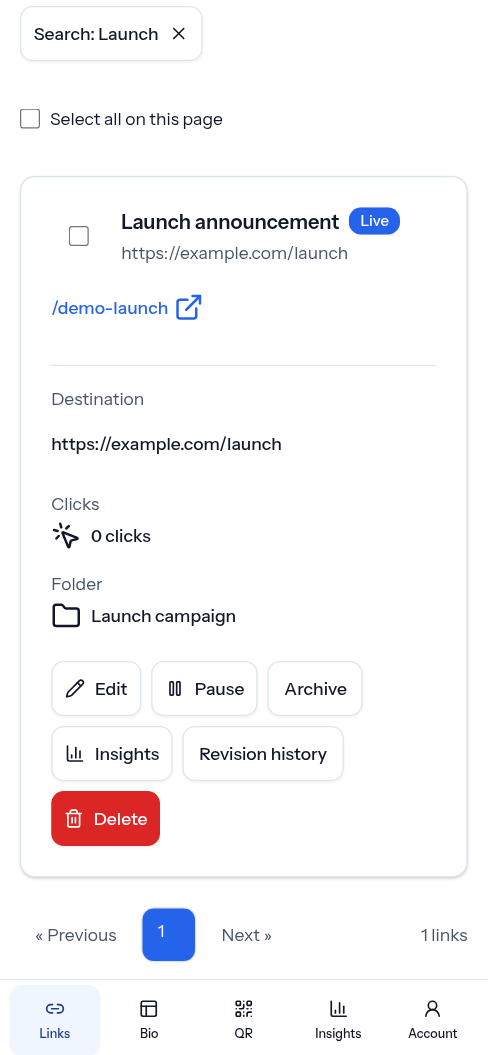 Search: Launch
Select all on this page
Launch announcement Live
https://example.com/launch
/demo-launch
Destination
https://example.com/launch
Clicks
0 clicks
Folder
Launch campaign
Edit Pause Archive
Insights Revision history
Delete
« Previous 1 Next » 1 links
Links Bio QR Insights Account